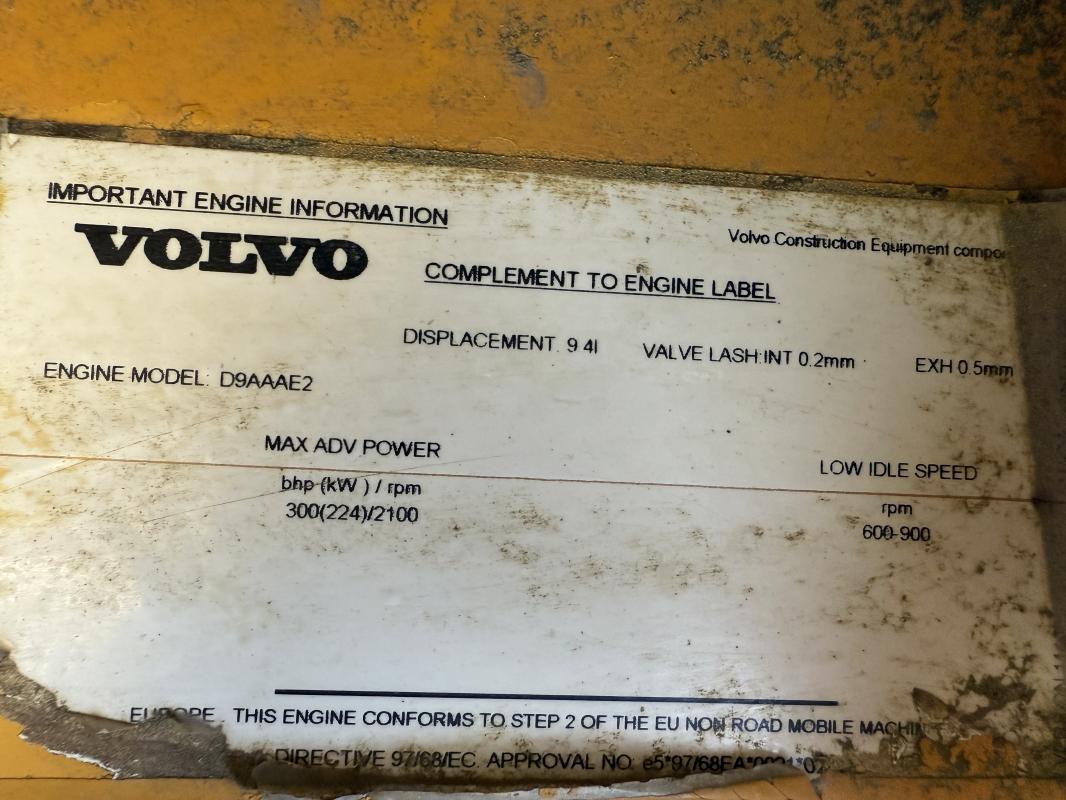 IMPORTANT ENGINE INFORMATION
VOLVO
Volvo Construction Equipment
COMPLEMENT TO ENGINE LABEL
DISPLACEMENT. 9 4l VALVE LASH:INT 0.2mm EXH 0.5mm
ENGINE MODEL: D9AAAE2
MAX ADV POWER
LOW IDLE SPEED
bhp (kW ) / rpm
rpm
300(224)/2100
600-900
EUROPE . THIS ENGINE CONFORMS TO STEP 2 OF THE EU NON ROAD MOBILE
DIRECTIVE 97/68/EC. APPROVAL NO: